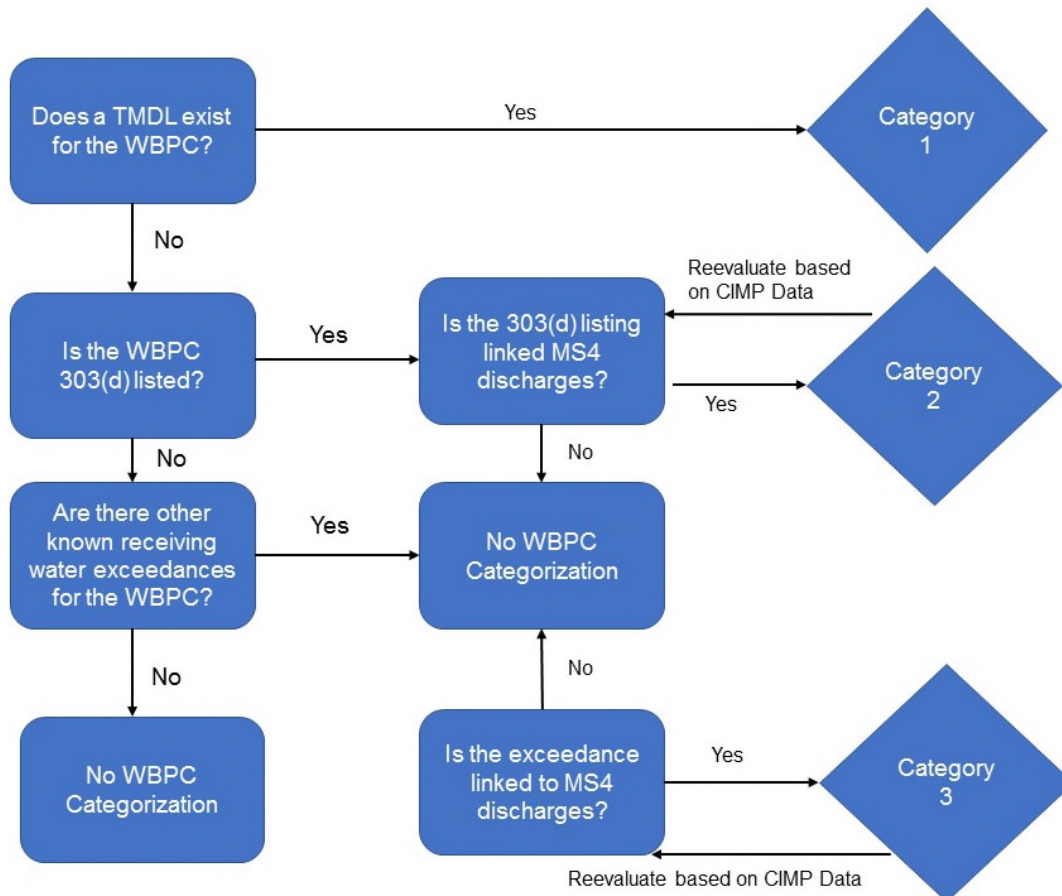 Does a TMDL exist
for the WBPC?
Yes
Category
1
No
Reevaluate based
on CIMP Data
Is the WBPC
303(d) listed?
Yes
Is the 303(d) listing
linked MS4
discharges?
Yes
Category
2
No
No
Are there other
known receiving
water exceedances
for the WBPC?
Yes
No WBPC
Categorization
No
No
No WBPC
Categorization
Is the exceedance
linked to MS4
discharges?
Yes
Category
3
Reevaluate based on CIMP Data